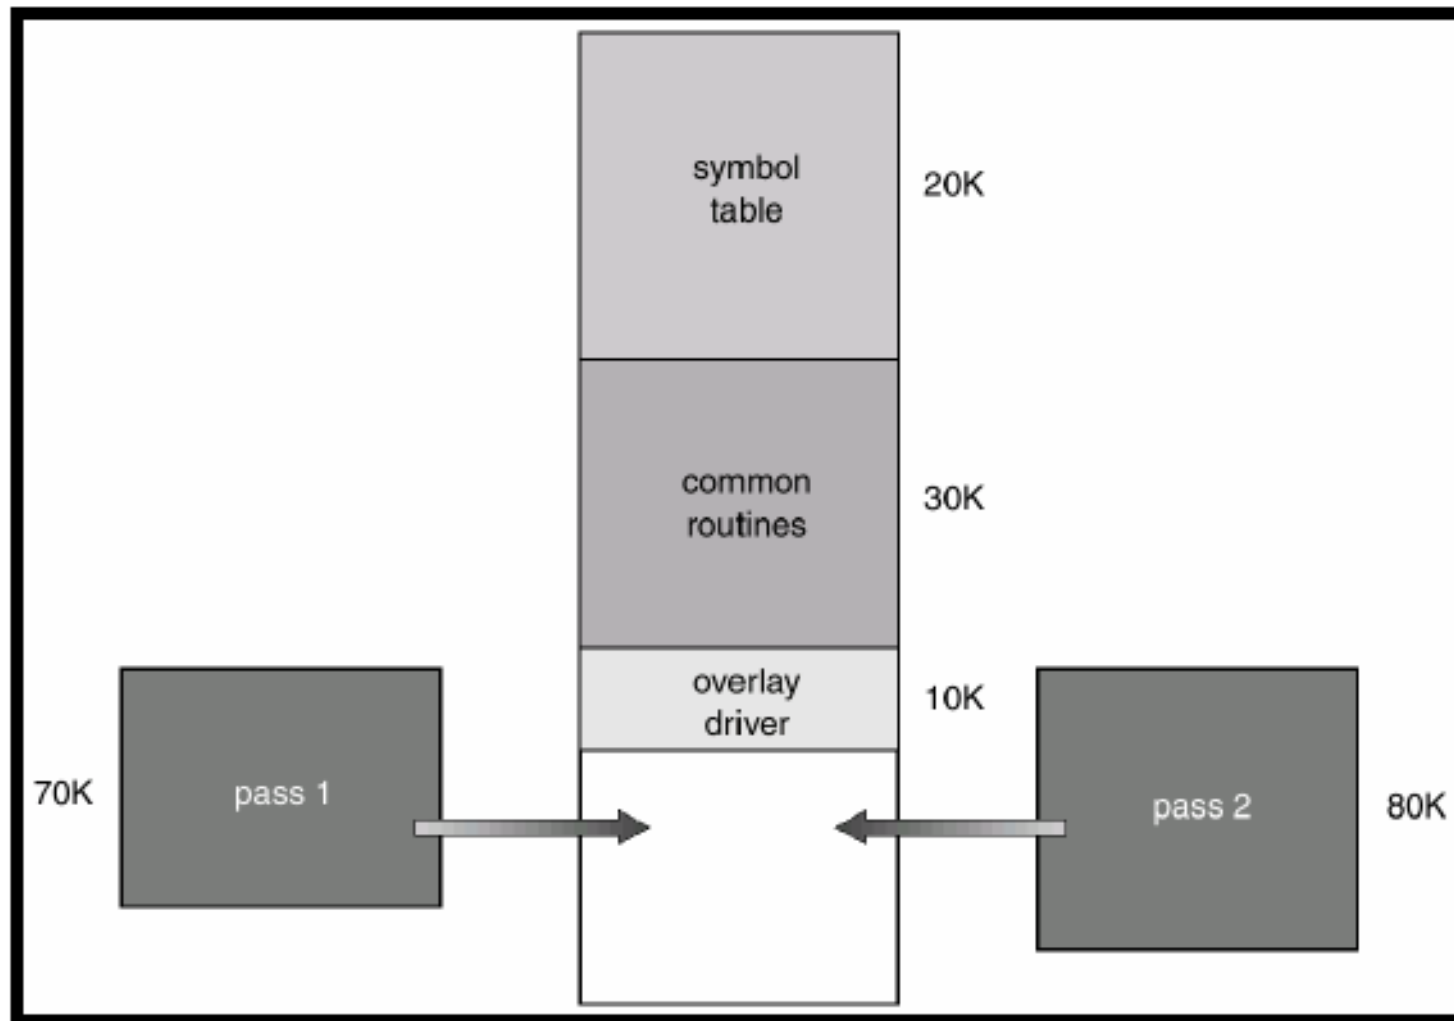 symbol
table
20K
common
routines
30K
overlay
driver
10K
70K
pass 1
pass 2
80K